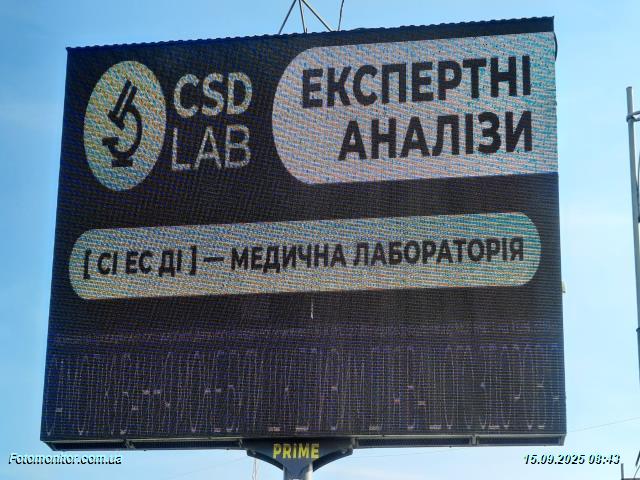 CSD
LAB
ЕКСПЕРТНІ
АНАЛІЗИ
[ СІ ЕС ДІ ] — МЕДИЧНА ЛАБОРАТОРІЯ
PRIME
Fotomonitor.com.ua
15.09.2025 08:43